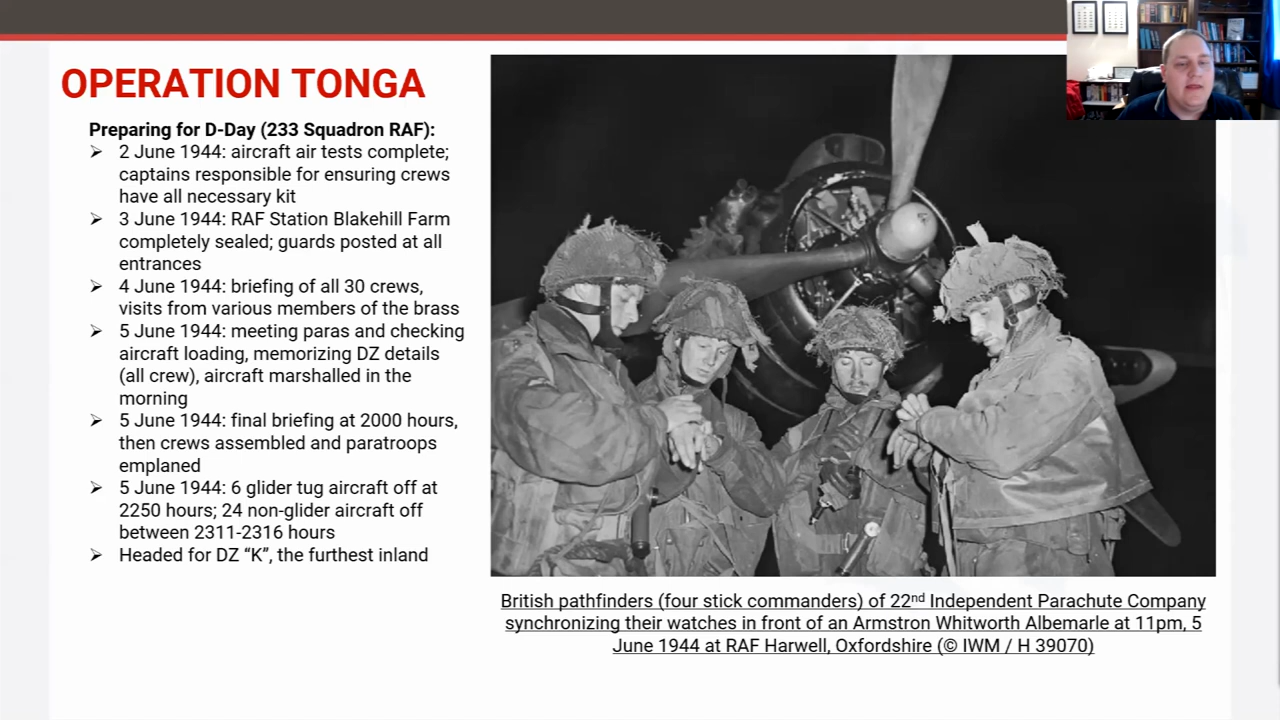 OPERATION TONGA
Preparing for D-Day (233 Squadron RAF):
➢ 2 June 1944: aircraft air tests complete;
captains responsible for ensuring crews
have all necessary kit
➢ 3 June 1944: RAF Station Blakehill Farm
completely sealed; guards posted at all
entrances
➢ 4 June 1944: briefing of all 30 crews,
visits from various members of the brass
➢ 5 June 1944: meeting paras and checking
aircraft loading, memorizing DZ details
(all crew), aircraft marshalled in the
morning
➢ 5 June 1944: final briefing at 2000 hours,
then crews assembled and paratroops
emplaned
➢ 5 June 1944: 6 glider tug aircraft off at
2250 hours; 24 non-glider aircraft off
between 2311-2316 hours
➢ Headed for DZ “K”, the furthest inland
British pathfinders (four stick commanders) of 22nd Independent Parachute Company
synchronizing their watches in front of an Armstron Whitworth Albemarle at 11pm, 5
June 1944 at RAF Harwell, Oxfordshire (© IWM / H 39070)